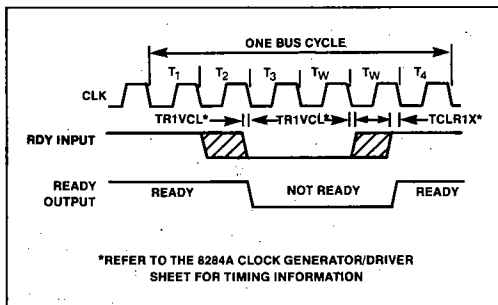 ONE BUS CYCLE
T1 T2 T3 TW TW T4
CLK
TR1VCL* TR1VCL* TCLR1X*
RDY INPUT
READY OUTPUT
READY NOT READY READY
*REFER TO THE 8284A CLOCK GENERATOR/DRIVER
SHEET FOR TIMING INFORMATION